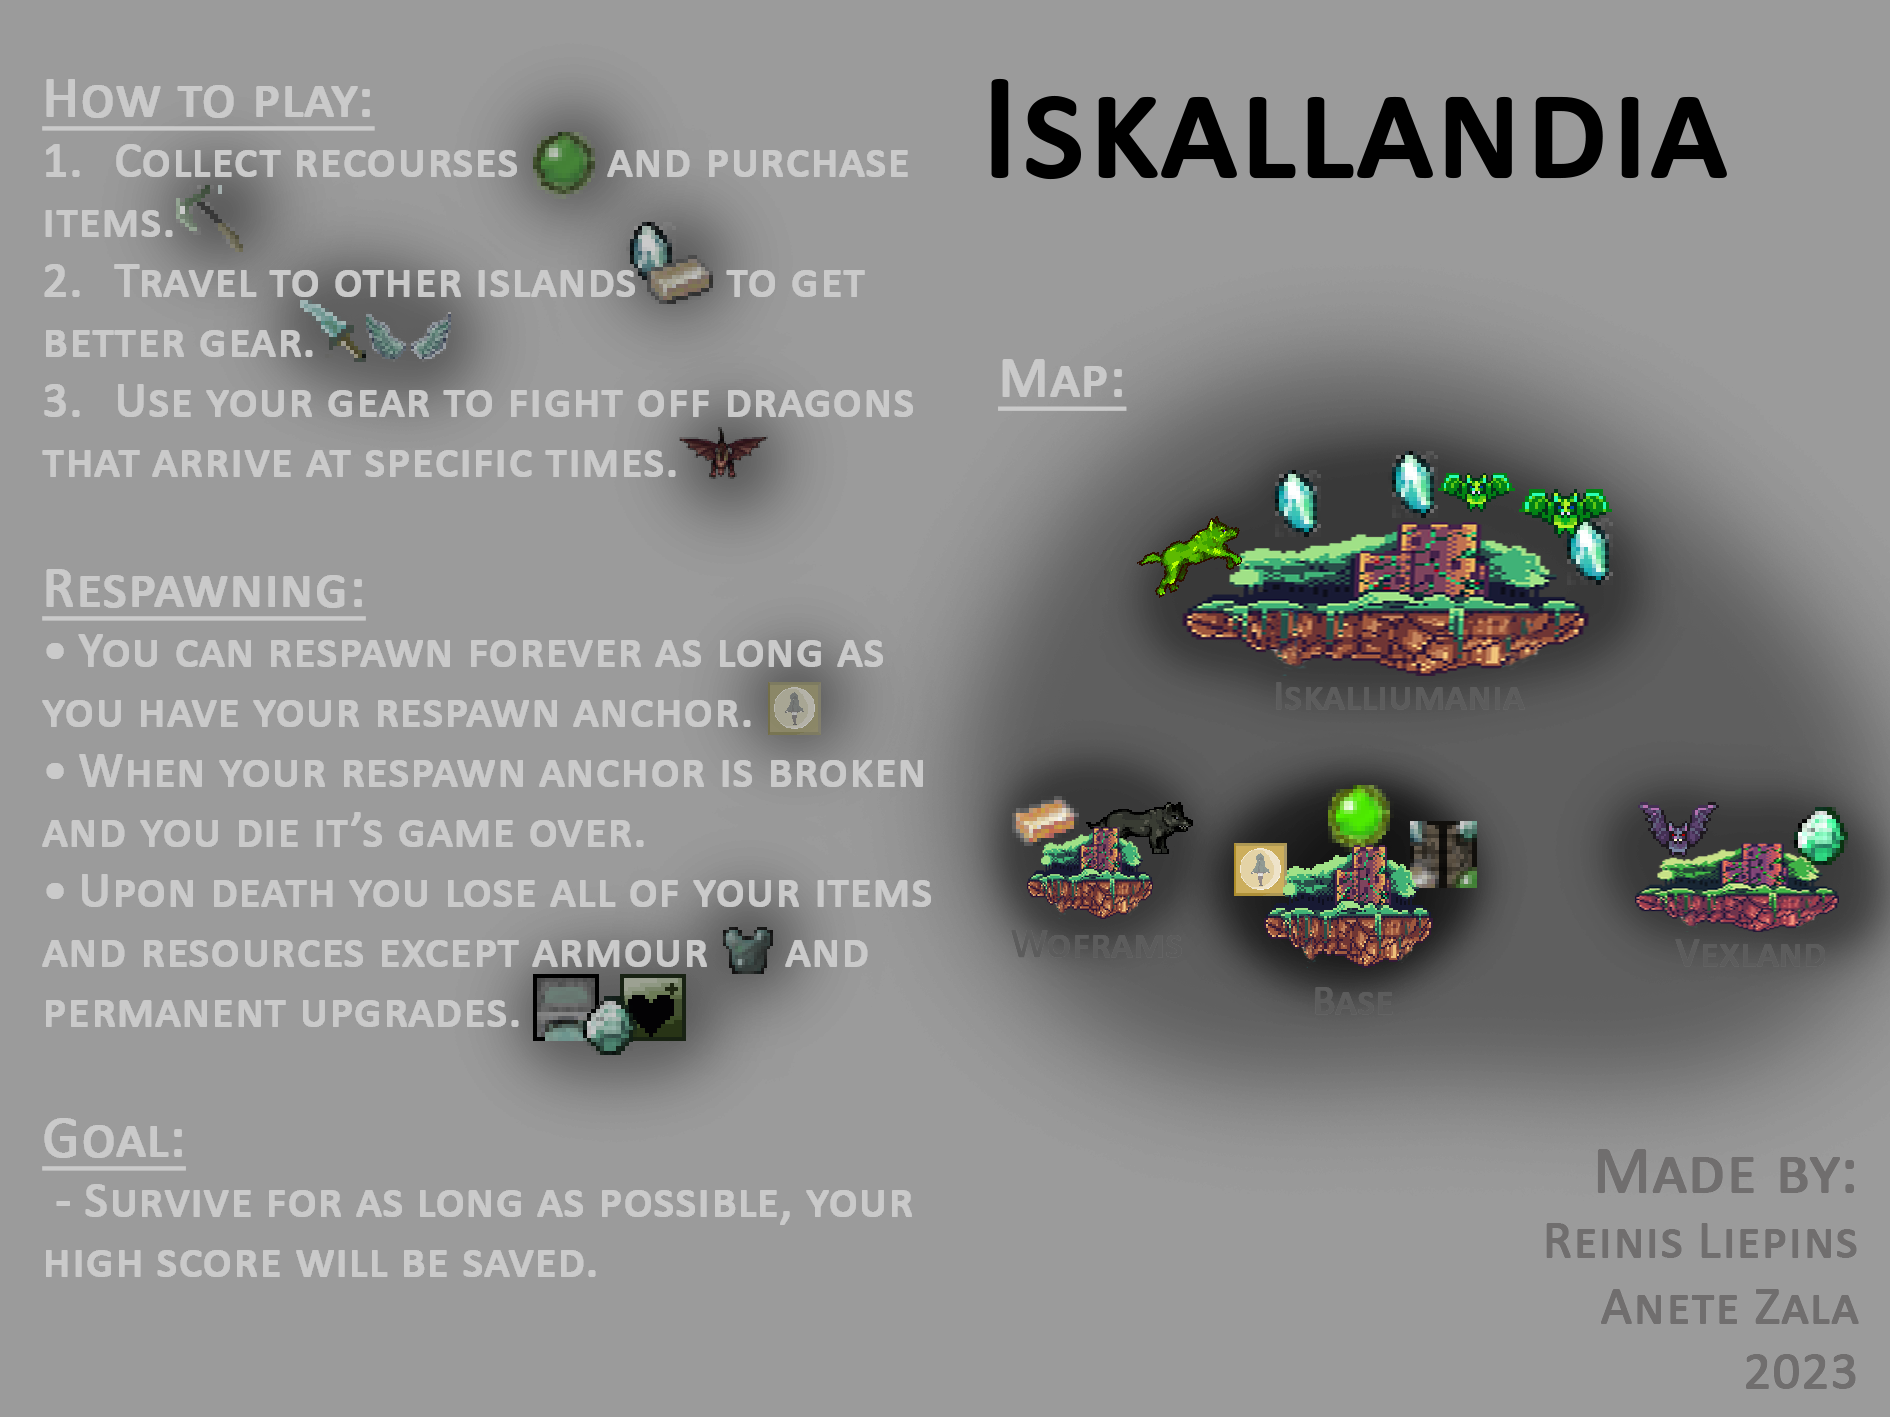 How to play:
1. Collect recourses and purchase
items.
2. Travel to other islands to get
better gear.
3. Use your gear to fight off dragons
that arrive at specific times.
Respawning:
• You can respawn forever as long as
you have your respawn anchor.
• When your respawn anchor is broken
and you die it's game over.
• Upon death you lose all of your items
and resources except armour and
permanent upgrades.
Goal:
- Survive for as long as possible, your
high score will be saved.
Iskallandia
Map:
Iskalliumania
Woframs
Base
Vexland
Made by:
Reinis Liepins
Anete Zala
2023